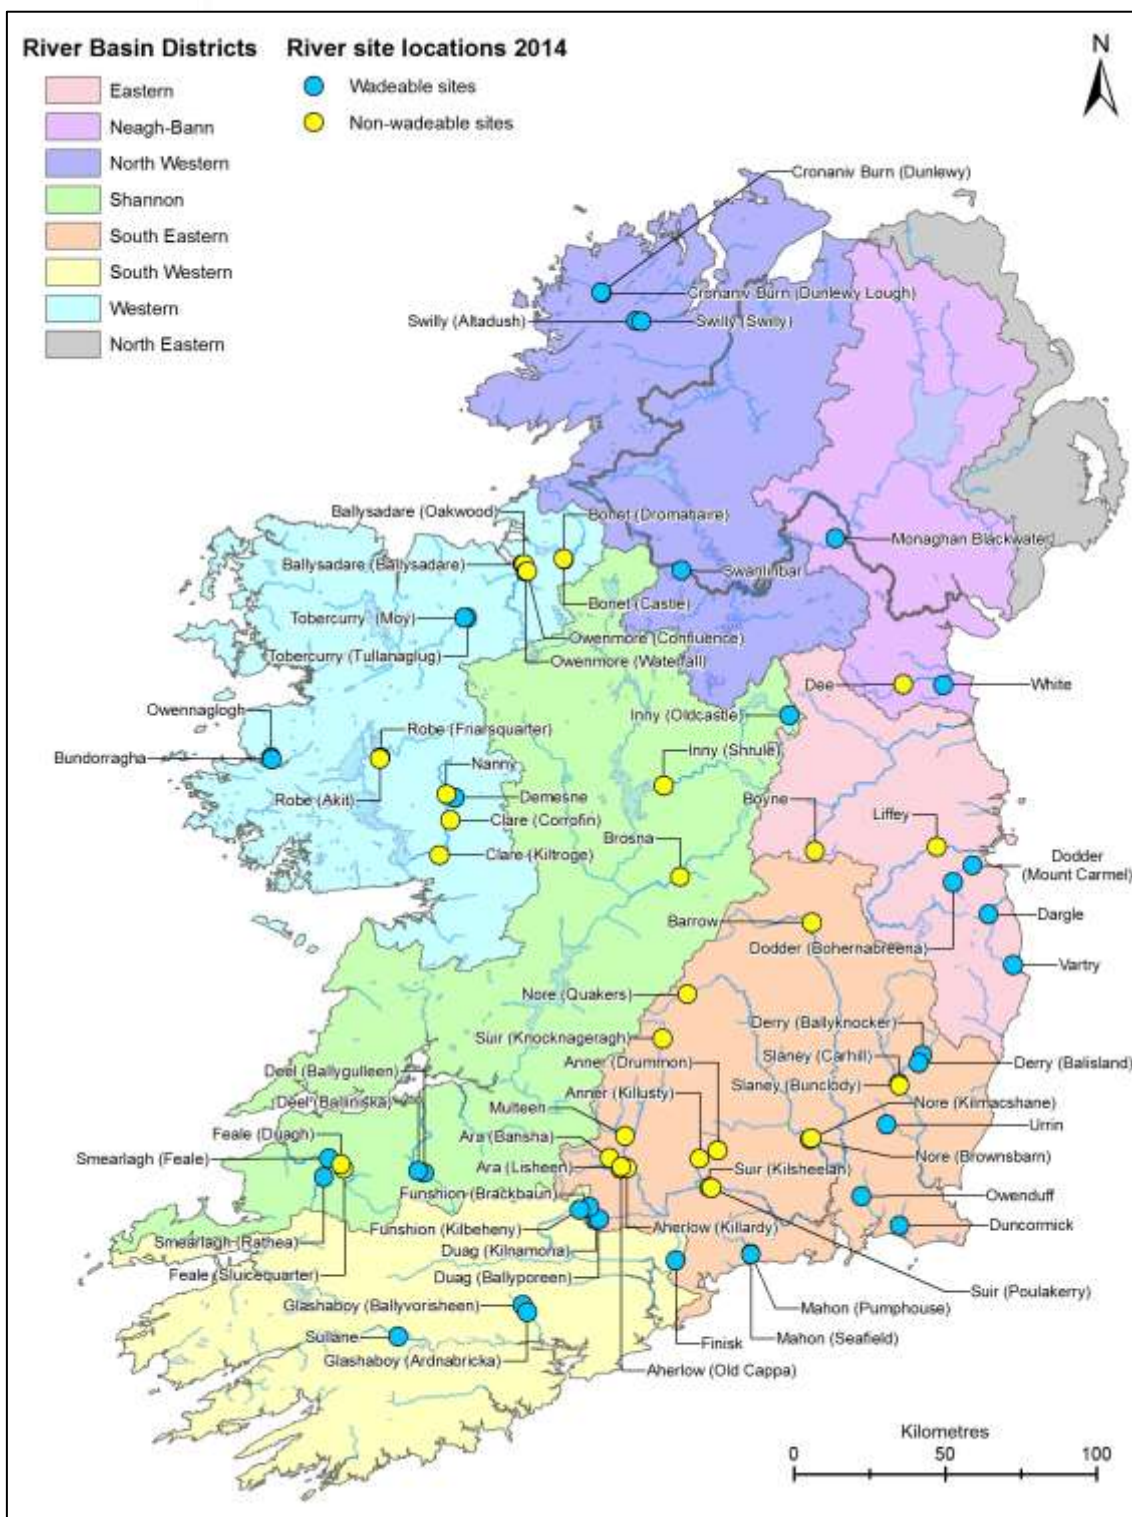 River Basin Districts
Eastern
Neagh-Bann
North Western
Shannon
South Eastern
South Western
Western
North Eastern
River site locations 2014
Wadeable sites
Non-wadeable sites
N
Cronaniv Burn (Dunlewy)
Cronaniv Burn (Dunlewy Lough)
Swilly (Altadush)
Swilly (Swilly)
Ballysadare (Oakwood)
Bonet (Dromahaire)
Monaghan Blackwater
Ballysadare (Ballysadare)
Swanlinbar
Bonet (Castle)
Tobercurry (Moy)
Owenmore (Confluence)
Tobercurry (Tullanaglug)
Owenmore (Waterfall)
Dee
White
Owennaglogh
Inny (Oldcastle)
Robe (Friarsquarter)
Inny (Shrule)
Bundorragha
Nanny
Robe (Akit)
Demesne
Boyne
Liffey
Clare (Corrofin)
Brosna
Clare (Kiltroge)
Dodder
(Mount Carmel)
Barrow
Dargle
Dodder (Bohernabreena)
Vartry
Nore (Quakers)
Derry (Ballyknocker)
Suir (Knocknageragh)
Slaney (Carhill)
Derry (Balisland)
Anner (Drummon)
Deel (Ballygulleen)
Slaney (Bunclody)
Anner (Killusty)
Deel (Balliniska)
Nore (Kilmacshane)
Multeen
Urrin
Feale (Duagh)
Ara (Bansha)
Smearlagh (Feale)
Nore (Brownsbarn)
Ara (Lisheen)
Suir (Kilsheelan)
Funshion (Brackbaun)
Owenduff
Funshion (Kilbeheny)
Aherlow (Killardy)
Duncormick
Smearlagh (Rathea)
Duag (Kilnamona)
Feale (Sluicequarter)
Duag (Ballyporeen)
Suir (Poulakerry)
Glashaboy (Ballyvorisheen)
Mahon (Pumphouse)
Sullane
Finisk
Mahon (Seafield)
Glashaboy (Ardnabricka)
Aherlow (Old Cappa)
Kilometres
0 50 100